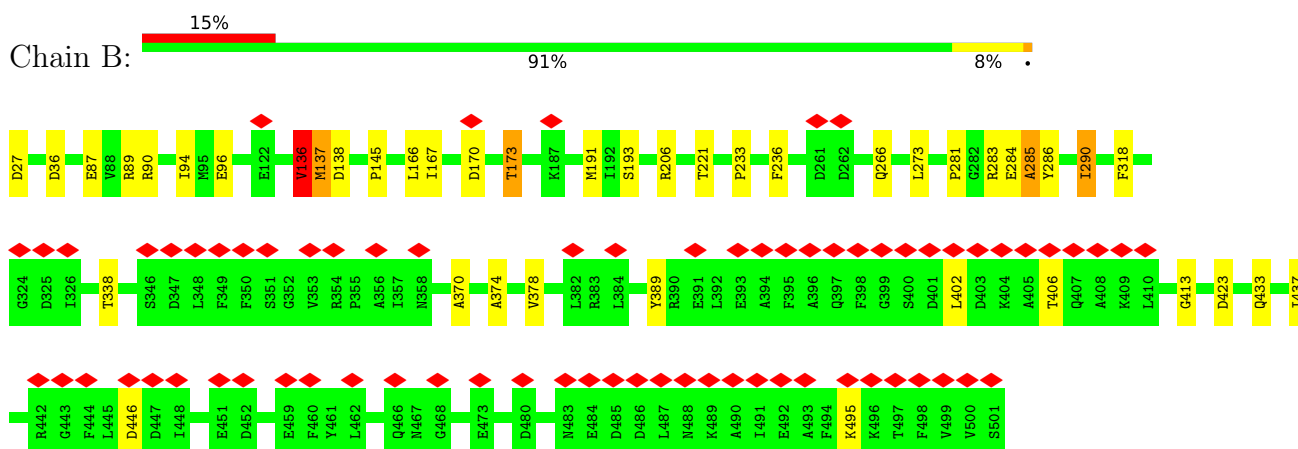 15%
Chain B:
91% 8% •
D27 D36 E87 V88 R89 R90 I94 M95 E96 E122 V136 M137 D138 P145 L166 I167 D170 T173 K187 M191 I192 S193 R206 T221 P233 F236 D261 D262 Q266 L273 P281 G282 R283 E284 A285 Y286 I290 F318
G324 D325 I326 T338 S346 D347 L348 F349 F350 S351 G352 V353 R354 P355 A356 I357 N358 A370 A374 V378 L382 R383 L384 Y389 R390 E391 L392 E393 A394 F395 A396 Q397 F398 G399 S400 D401 L402 D403 K404 A405 T406 Q407 A408 K409 L410 G413 D423 Q433 I437
R442 G443 F444 L445 D446 D447 I448 E451 D452 E459 F460 Y461 L462 Q466 N467 G468 E473 D480 N483 E484 D485 D486 L487 N488 K489 A490 I491 E492 A493 F494 K495 K496 T497 F498 V499 V500 S501